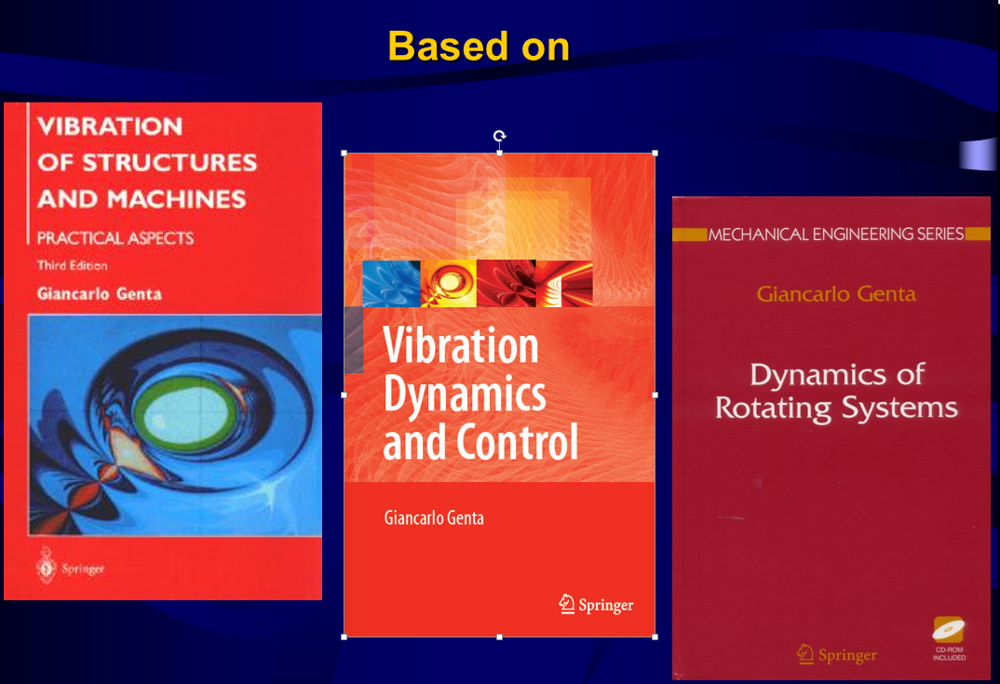 Based on
VIBRATION
OF STRUCTURES
AND MACHINES
PRACTICAL ASPECTS
Third Edition
Giancarlo Genta
Springer
Vibration
Dynamics
and Control
Giancarlo Genta
Springer
MECHANICAL ENGINEERING SERIES
Giancarlo Genta
Dynamics of
Rotating Systems
Springer
CD-ROM
INCLUDED